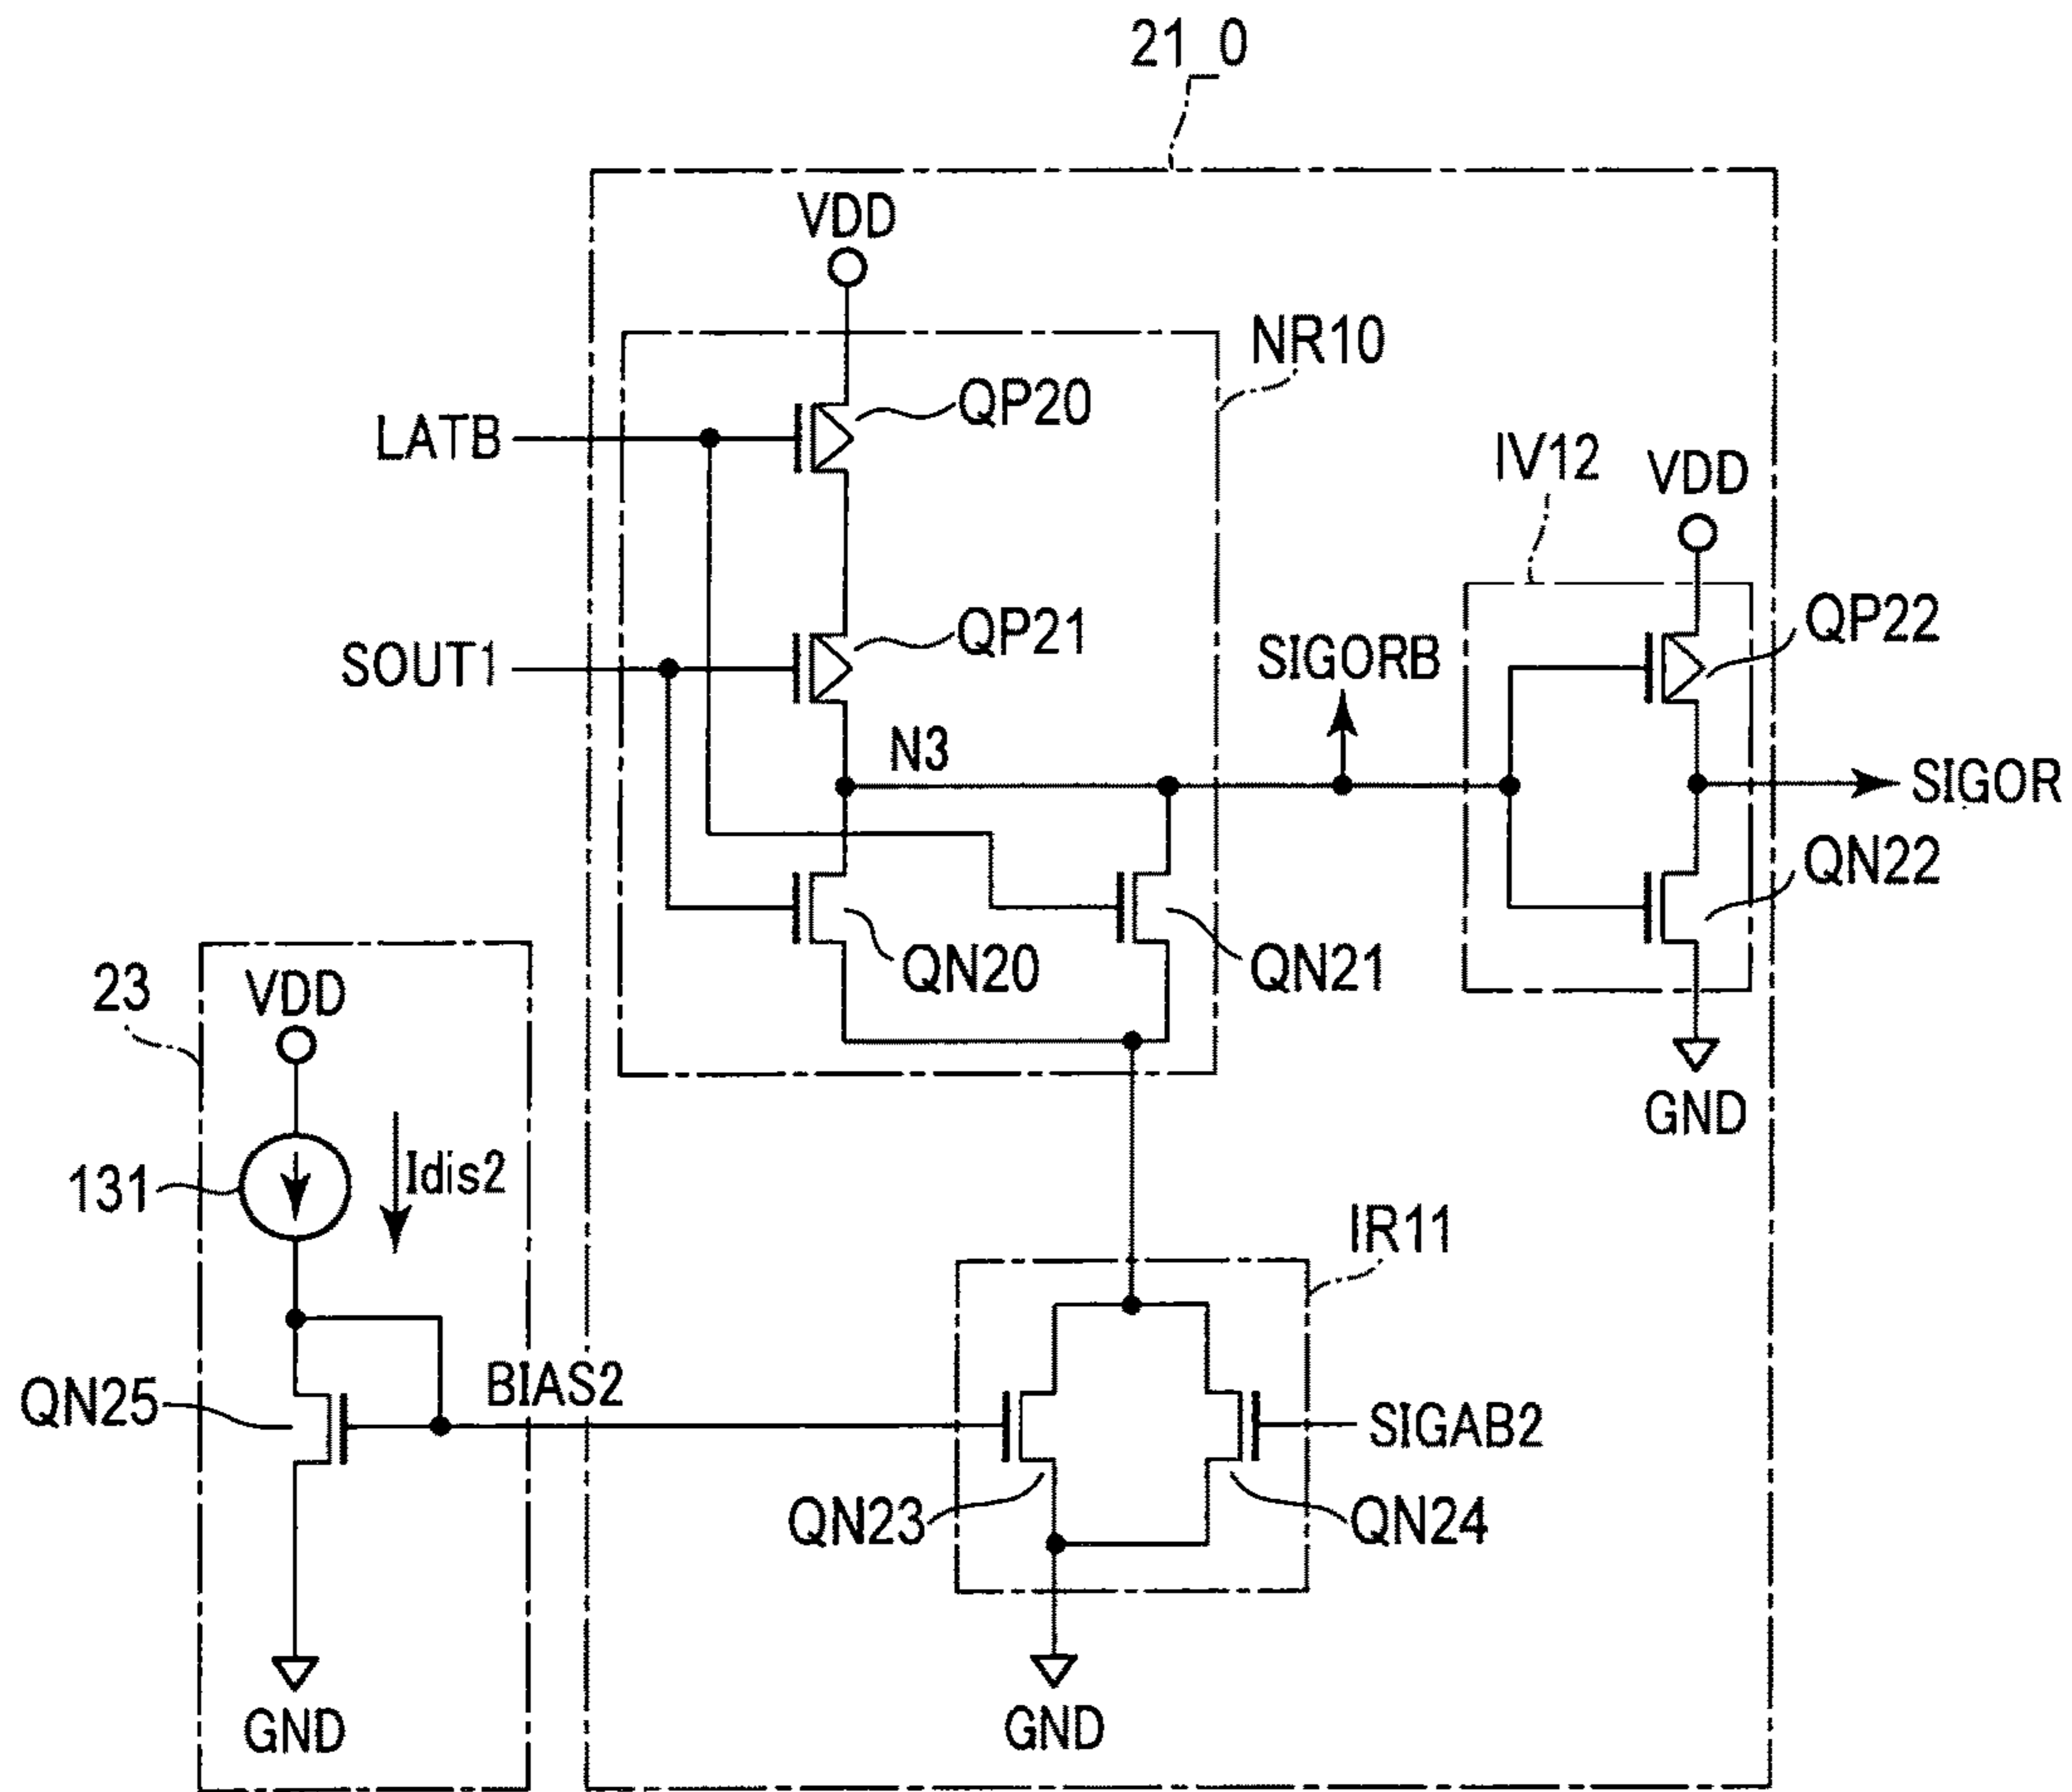 21_0
VDD
NR10
QP20
LATB
IV12
VDD
QP21
QP22
SOUT1
SIGORB
N3
SIGOR
QN22
QN20
QN21
23
VDD
GND
131
Idis2
IR11
QN25
BIAS2
SIGAB2
QN23
QN24
GND
GND